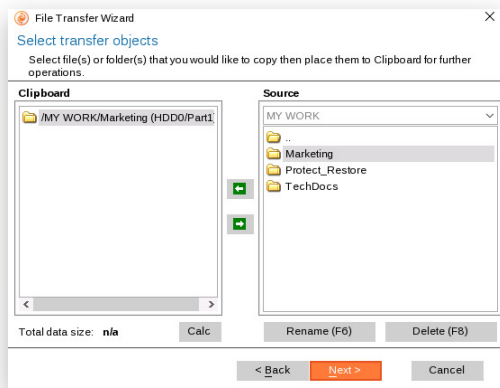 File Transfer Wizard
Select transfer objects
Select file(s) or folder(s) that you would like to copy then place them to Clipboard for further
operations.
Clipboard
Source
/MY WORK/Marketing (HDD0/Part1
MY WORK
..
Marketing
Protect_Restore
TechDocs
Total data size: n/a
Calc
Rename (F6)
Delete (F8)
< Back
Next >
Cancel